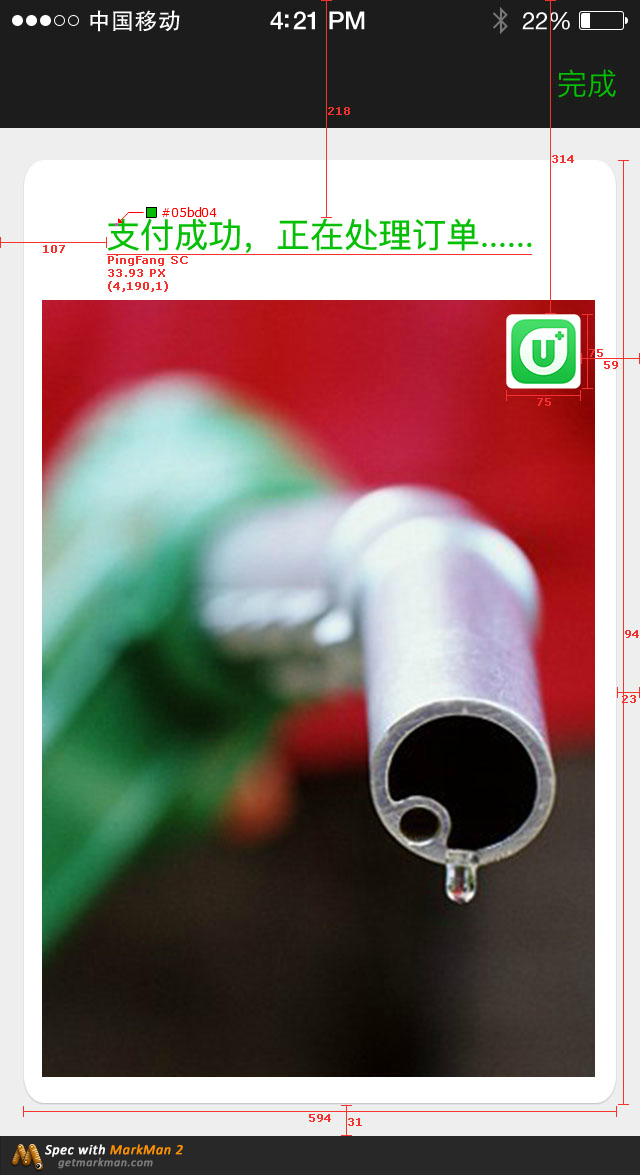 中国移动 4:21 PM 22%
完成
218
314
#05bd04
支付成功，正在处理订单......
107
PingFang SC
33.93 PX
(4,190,1)
U+
75
59
75
94
23
594
31
Spec with MarkMan 2
getmarkman.com